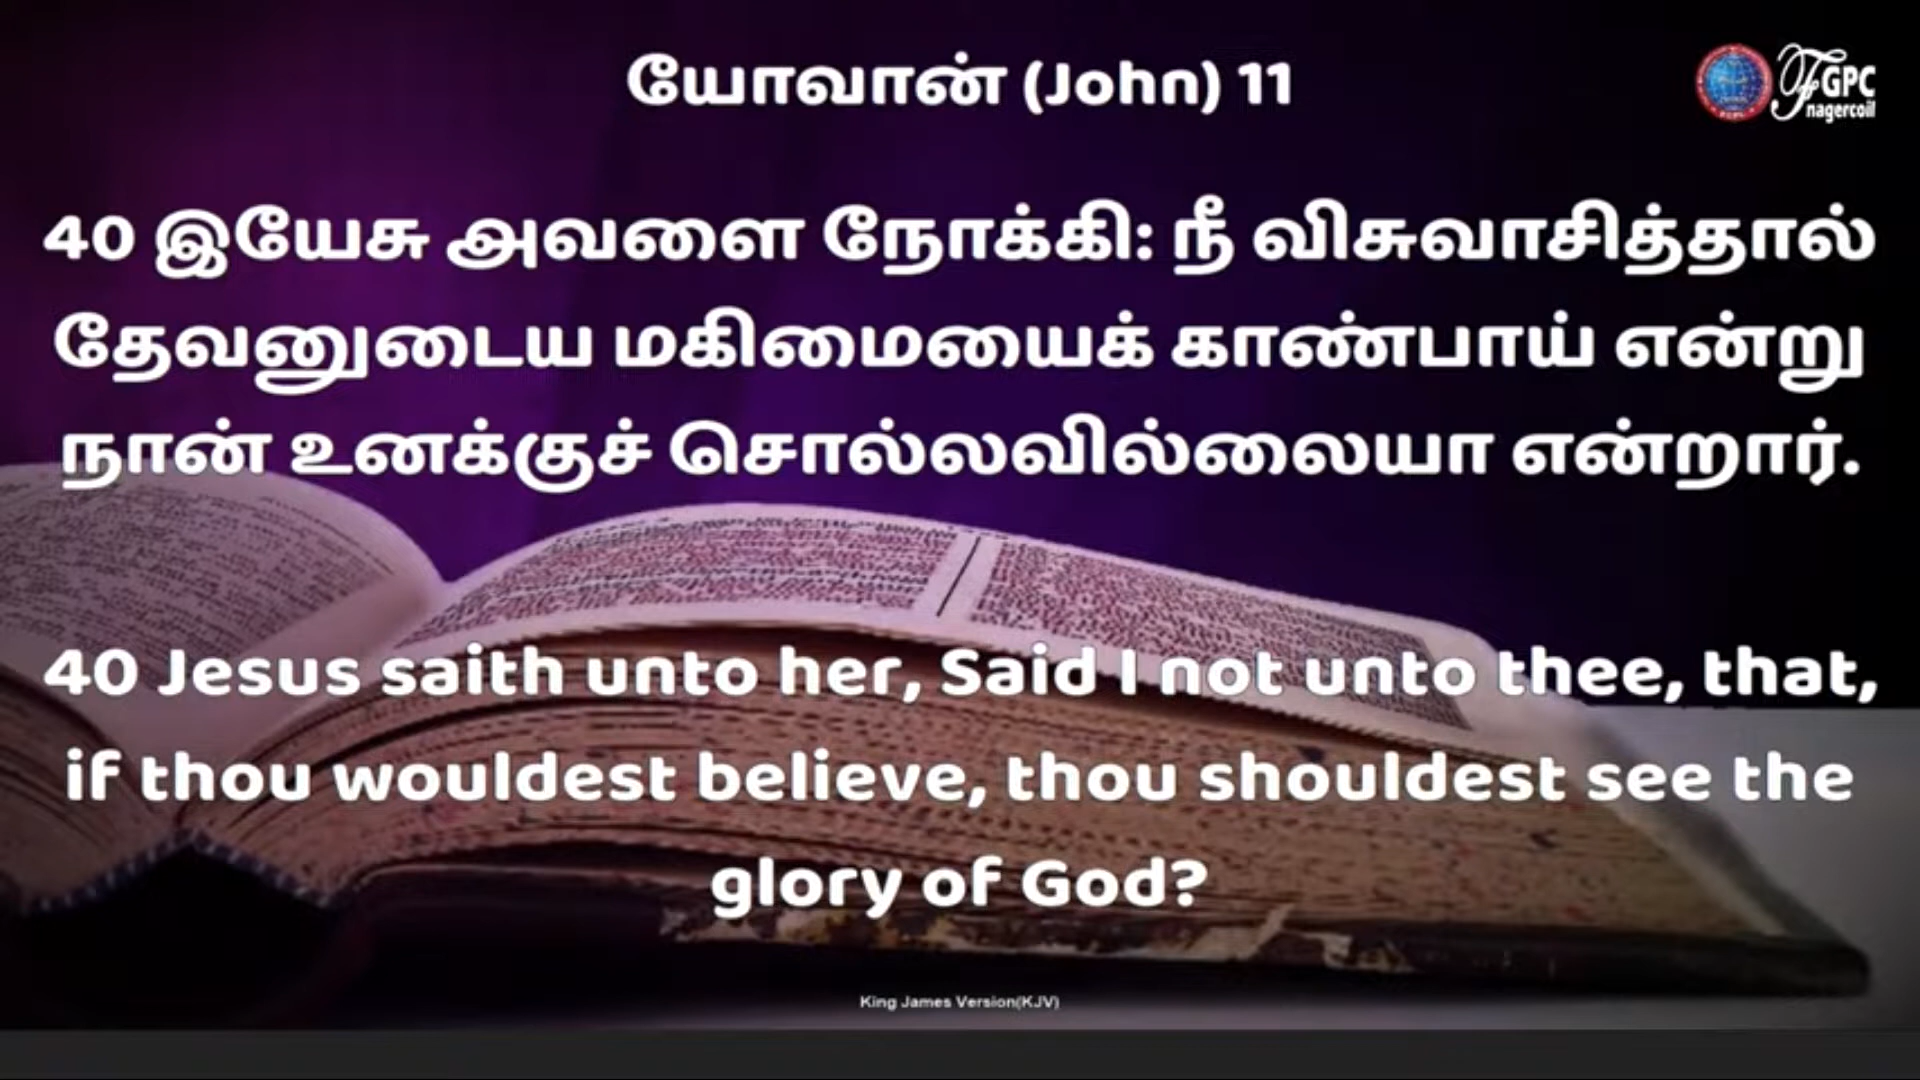 யோவான் (John) 11
FGPC
nagercoil
40 இயேசு அவளை நோக்கி: நீ விசுவாசித்தால்
தேவனுடைய மகிமையைக் காண்பாய் என்று
நான் உனக்குச் சொல்லவில்லையா என்றார்.
40 Jesus saith unto her, Said I not unto thee, that,
if thou wouldest believe, thou shouldest see the
glory of God?
King James Version(KJV)